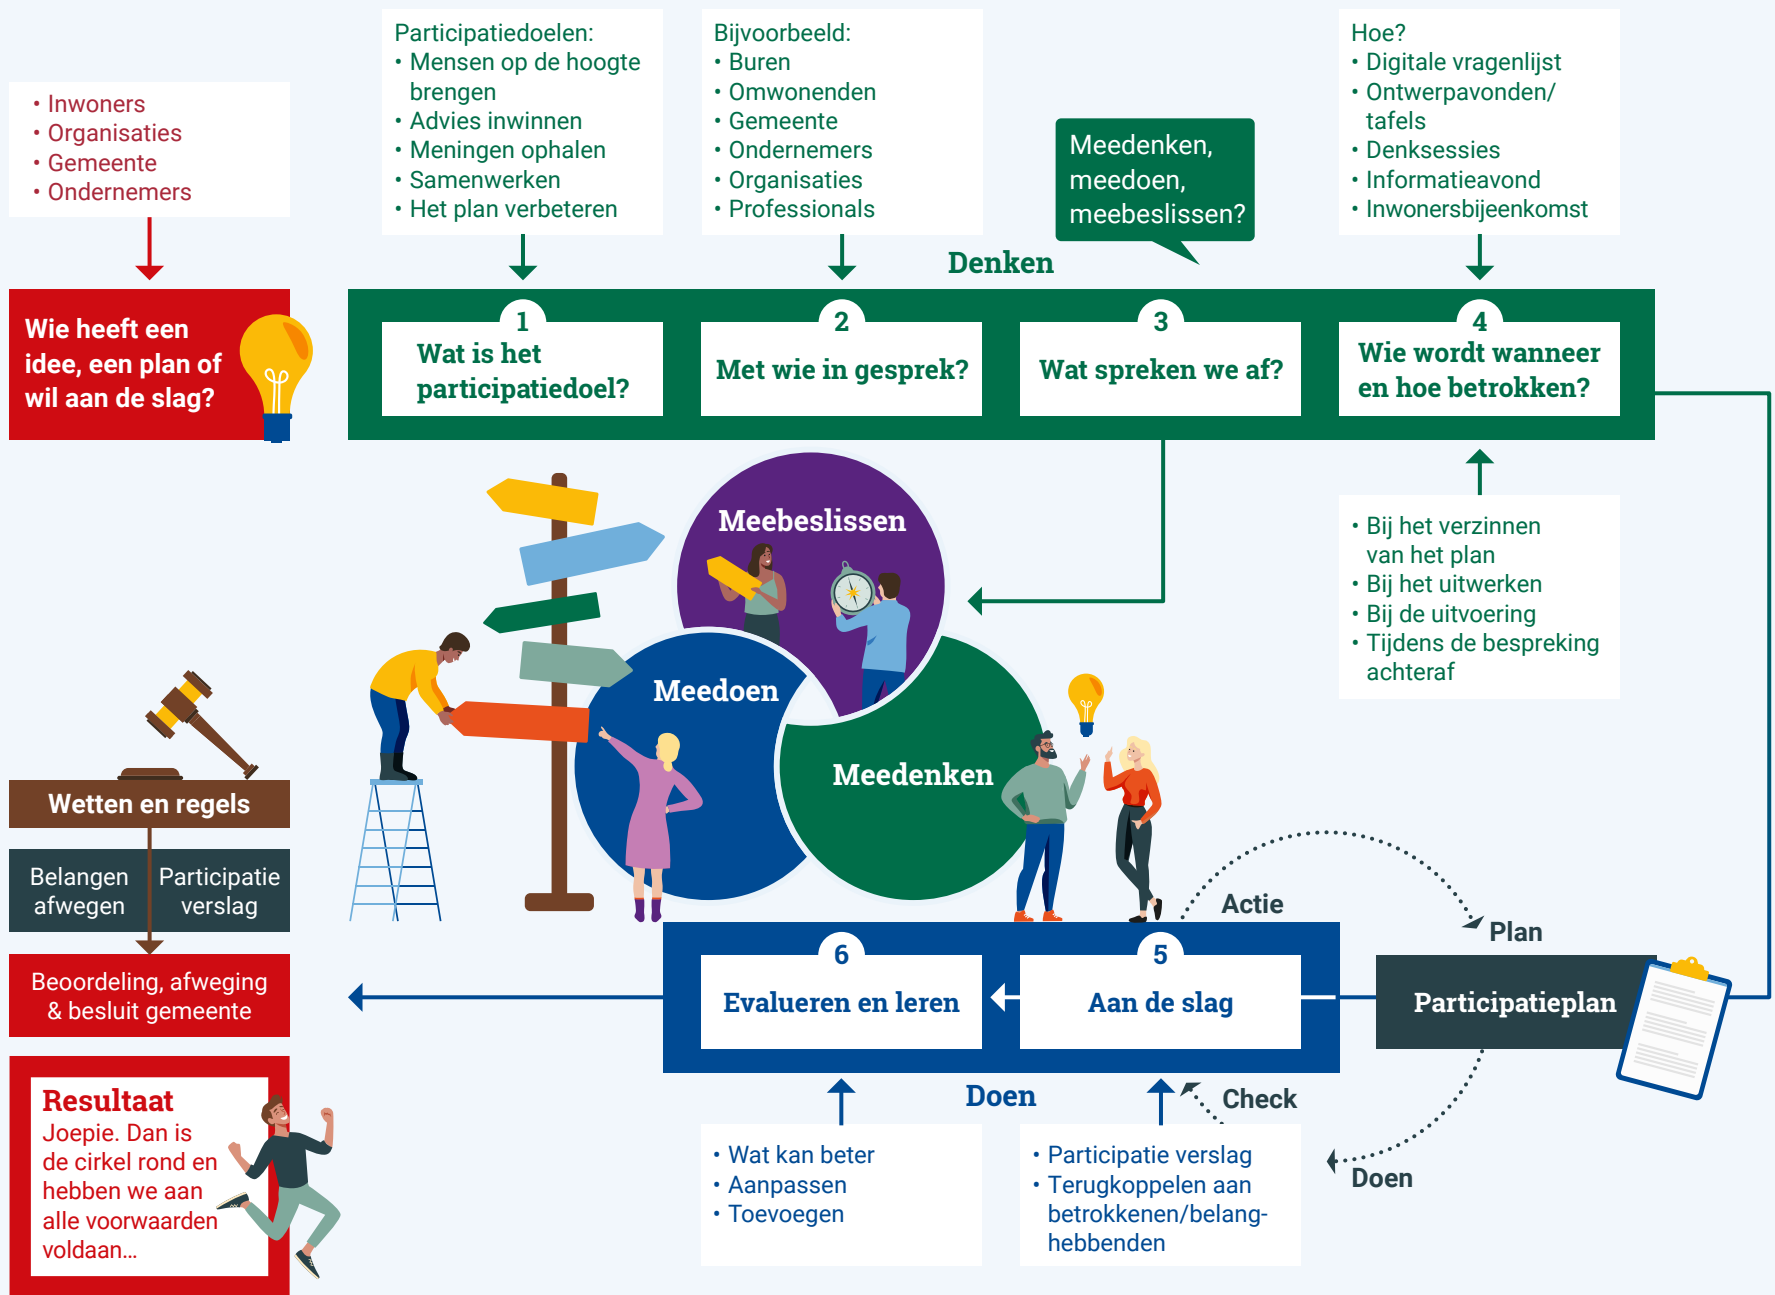 • Inwoners
• Organisaties
• Gemeente
• Ondernemers
Wie heeft een
idee, een plan of
wil aan de slag?
Participatiedoelen:
• Mensen op de hoogte
brengen
• Advies inwinnen
• Meningen ophalen
• Samenwerken
• Het plan verbeteren
Bijvoorbeeld:
• Buren
• Omwonenden
• Gemeente
• Ondernemers
• Organisaties
• Professionals
Meedenken,
meedoen,
meebeslissen?
Hoe?
• Digitale vragenlijst
• Ontwerpavonden/
tafels
• Denksessies
• Informatieavond
• Inwonersbijeenkomst
Denken
1
Wat is het
participatiedoel?
2
Met wie in gesprek?
3
Wat spreken we af?
4
Wie wordt wanneer
en hoe betrokken?
• Bij het verzinnen
van het plan
• Bij het uitwerken
• Bij de uitvoering
• Tijdens de bespreking
achteraf
Meebeslissen
Meedoen
Meedenken
Actie
Plan
Participatieplan
Check
Doen
5
Aan de slag
6
Evalueren en leren
Doen
• Wat kan beter
• Aanpassen
• Toevoegen
• Participatie verslag
• Terugkoppelen aan
betrokkenen/belang-
hebbenden
Wetten en regels
Belangen
afwegen
Participatie
verslag
Beoordeling, afweging
& besluit gemeente
Resultaat
Joepie. Dan is
de cirkel rond en
hebben we aan
alle voorwaarden
voldaan...